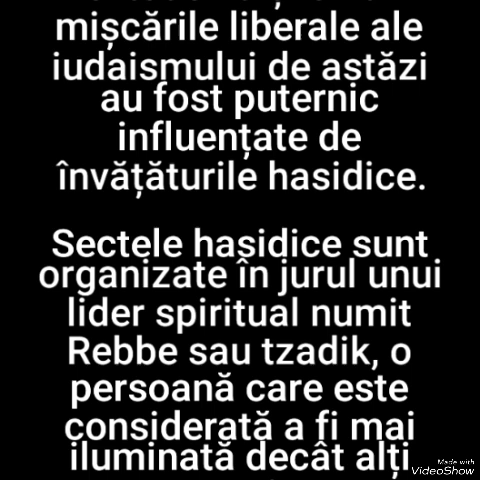 mișcările liberale ale
iudaismului de astăzi
au fost puternic
influențate de
învățăturile hasidice.
Sectele hasidice sunt
organizate în jurul unui
lider spiritual numit
Rebbe sau tzadik, o
persoană care este
considerată a fi mai
iluminată decât alți
Made with
VideoShow